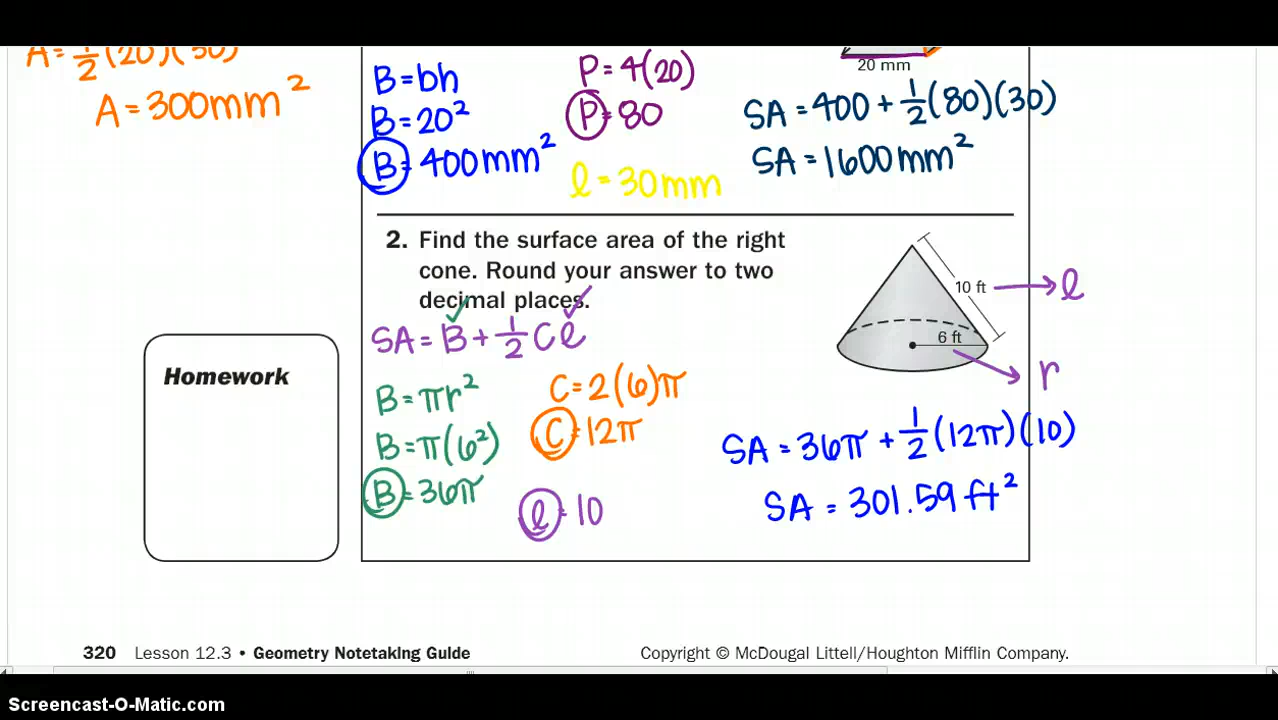 A = 1/2 (20)(30)
A = 300mm²
B = bh
B = 20²
B = 400mm²
P = 4(20)
P = 80
l = 30mm
20 mm
SA = 400 + 1/2 (80)(30)
SA = 1600mm²
2. Find the surface area of the right
cone. Round your answer to two
decimal places.
SA = B + 1/2 Cl
B = πr²
B = π(6²)
B = 36π
C = 2(6)π
C = 12π
l = 10
10 ft
l
6 ft
r
SA = 36π + 1/2 (12π)(10)
SA = 301.59 ft²
Homework
320 Lesson 12.3 • Geometry Notetaking Guide
Copyright © McDougal Littell/Houghton Mifflin Company.
Screencast-O-Matic.com